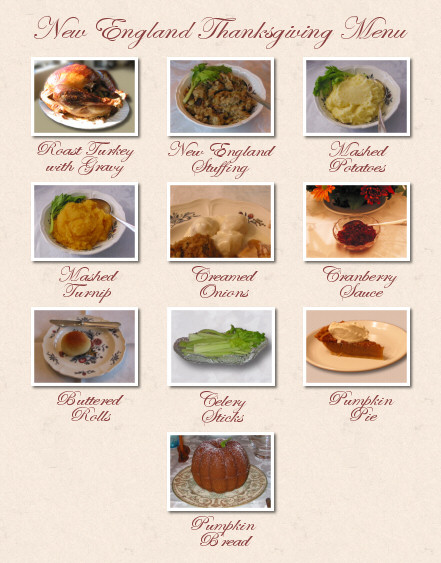 New England Thanksgiving Menu
Roast Turkey
with Gravy
New England
Stuffing
Mashed
Potatoes
Mashed
Turnip
Creamed
Onions
Cranberry
Sauce
Buttered
Rolls
Celery
Sticks
Pumpkin
Pie
Pumpkin
Bread